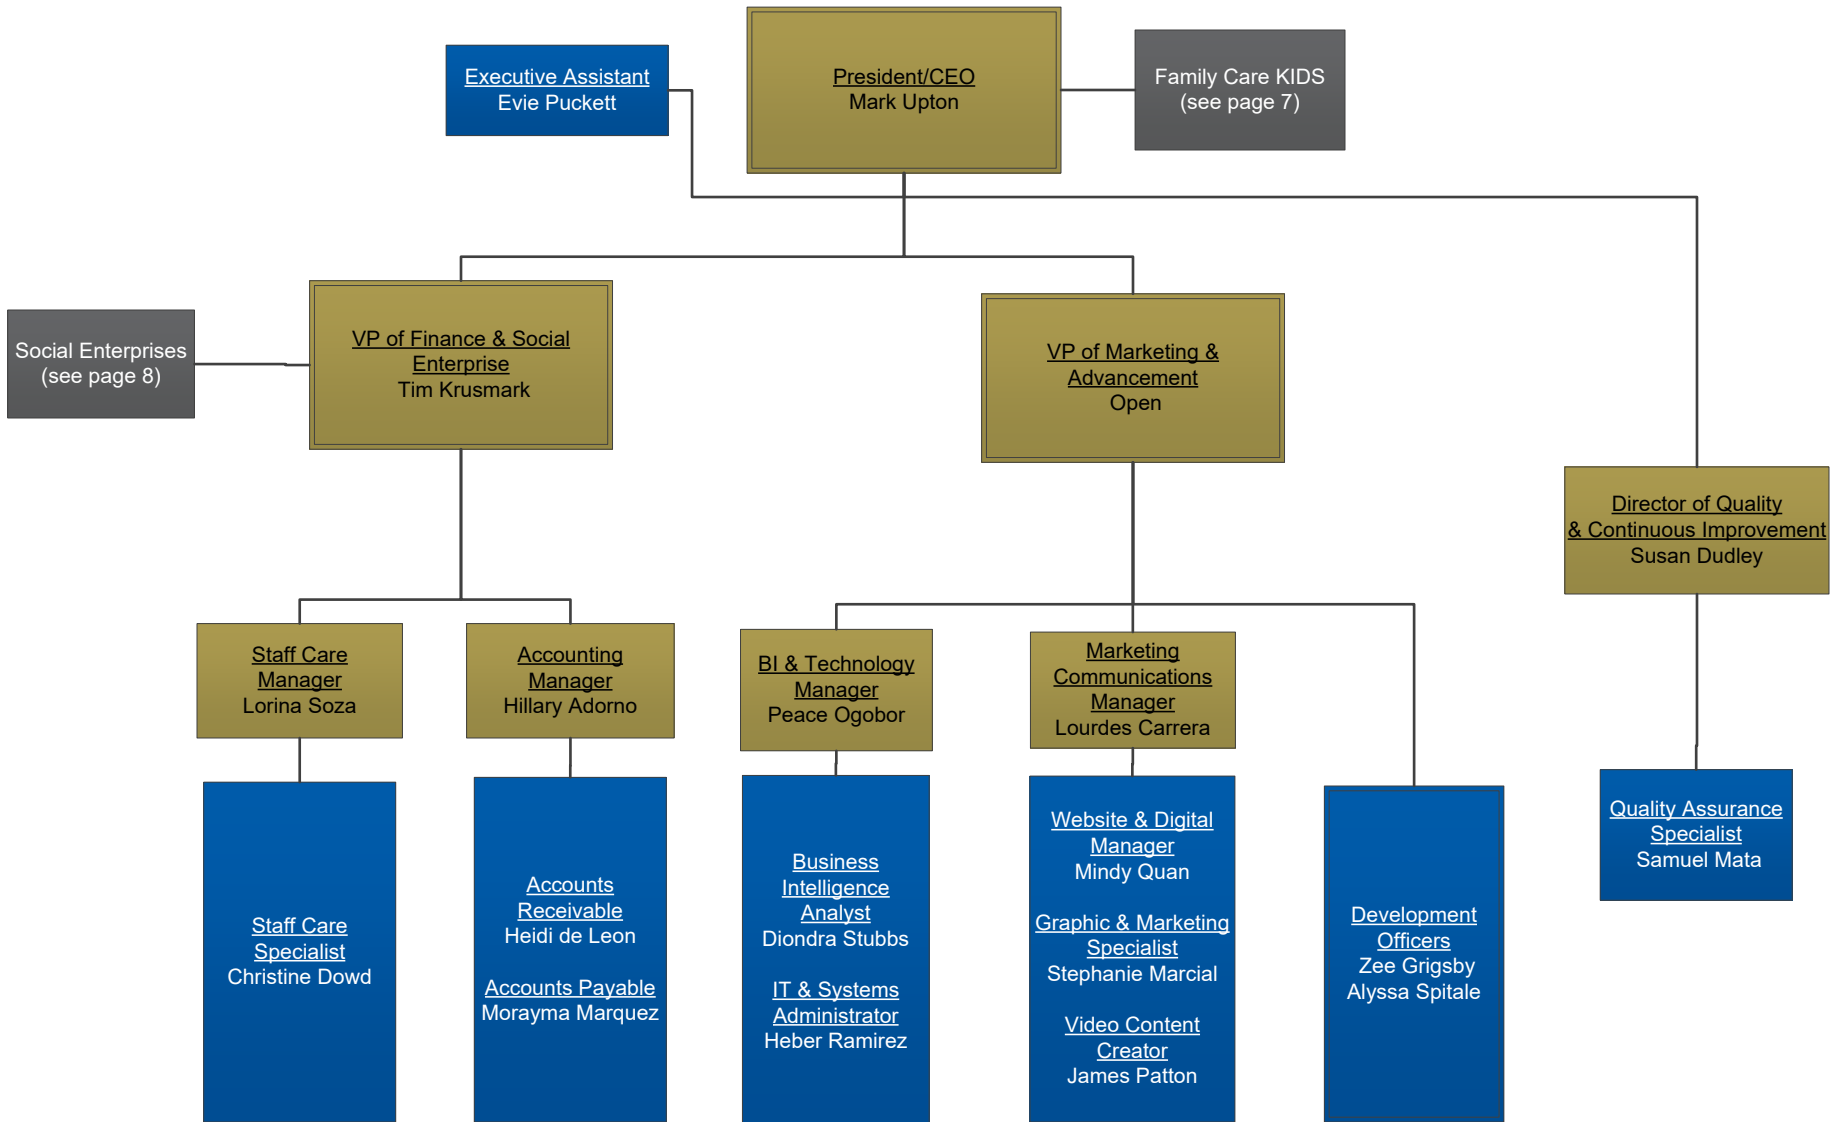 Executive Assistant
Evie Puckett
President/CEO
Mark Upton
Family Care KIDS
(see page 7)
Social Enterprises
(see page 8)
VP of Finance & Social
Enterprise
Tim Krusmark
VP of Marketing &
Advancement
Open
Director of Quality
& Continuous Improvement
Susan Dudley
Staff Care
Manager
Lorina Soza
Accounting
Manager
Hillary Adorno
BI & Technology
Manager
Peace Ogobor
Marketing
Communications
Manager
Lourdes Carrera
Staff Care
Specialist
Christine Dowd
Accounts
Receivable
Heidi de Leon
Accounts Payable
Morayma Marquez
Business
Intelligence
Analyst
Diondra Stubbs
IT & Systems
Administrator
Heber Ramirez
Website & Digital
Manager
Mindy Quan
Graphic & Marketing
Specialist
Stephanie Marcial
Video Content
Creator
James Patton
Development
Officers
Zee Grigsby
Alyssa Spitale
Quality Assurance
Specialist
Samuel Mata